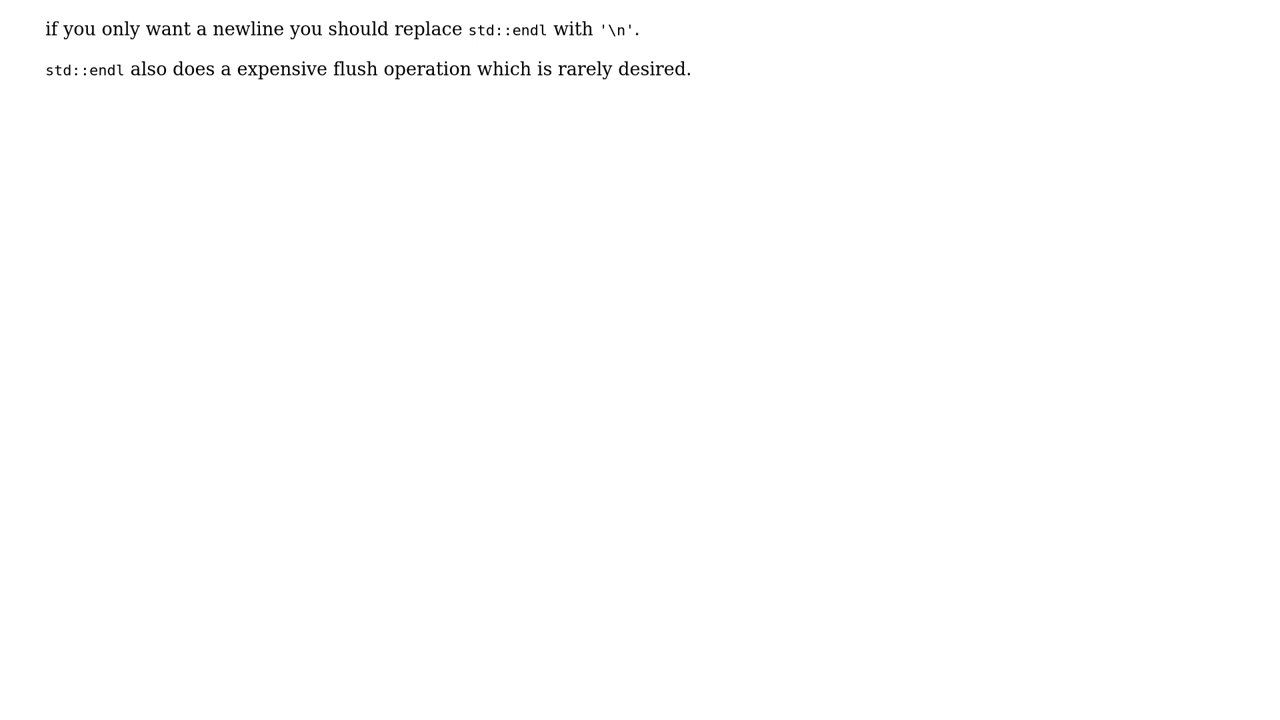 if you only want a newline you should replace std::endl with '\n'.
std::endl also does a expensive flush operation which is rarely desired.